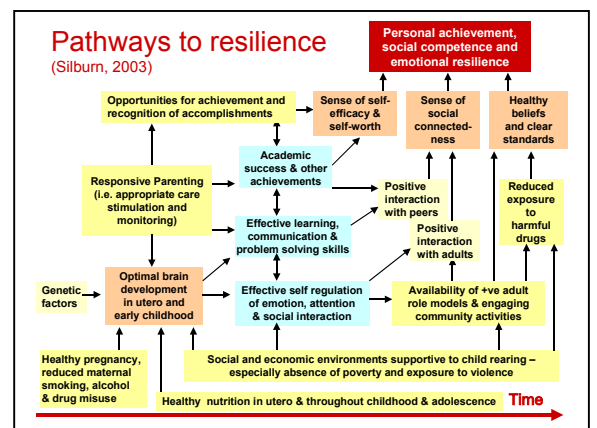 Pathways to resilience
(Silburn, 2003)
Personal achievement,
social competence and
emotional resilience
Opportunities for achievement and
recognition of accomplishments
Sense of self-
efficacy &
self-worth
Sense of
social
connected-
ness
Healthy
beliefs
and clear
standards
Academic
success & other
achievements
Responsive Parenting
(i.e. appropriate care
stimulation and
monitoring)
Positive
interaction
with peers
Reduced
exposure
to
harmful
drugs
Effective learning,
communication &
problem solving skills
Positive
interaction
with adults
Genetic
factors
Optimal brain
development
in utero and
early childhood
Effective self regulation
of emotion, attention
& social interaction
Availability of +ve adult
role models & engaging
community activities
Healthy pregnancy,
reduced maternal
smoking, alcohol
& drug misuse
Social and economic environments supportive to child rearing –
especially absence of poverty and exposure to violence
Healthy nutrition in utero & throughout childhood & adolescence
Time